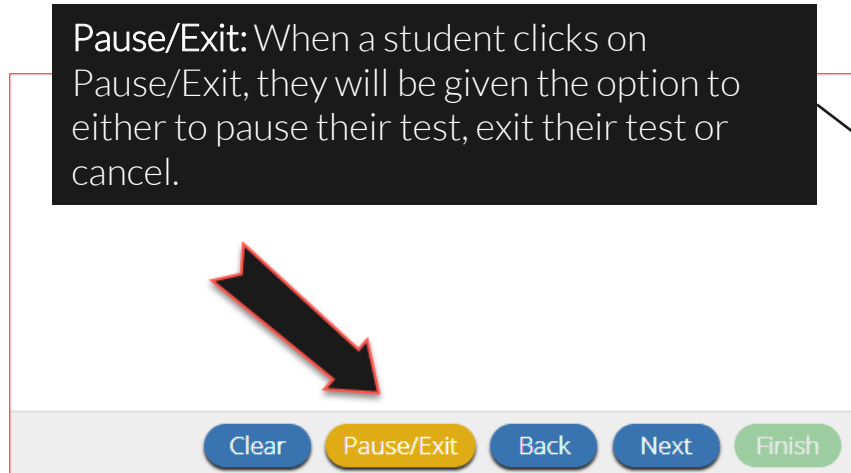 Pause/Exit: When a student clicks on
Pause/Exit, they will be given the option to
either to pause their test, exit their test or
cancel.
Clear Pause/Exit Back Next Finish